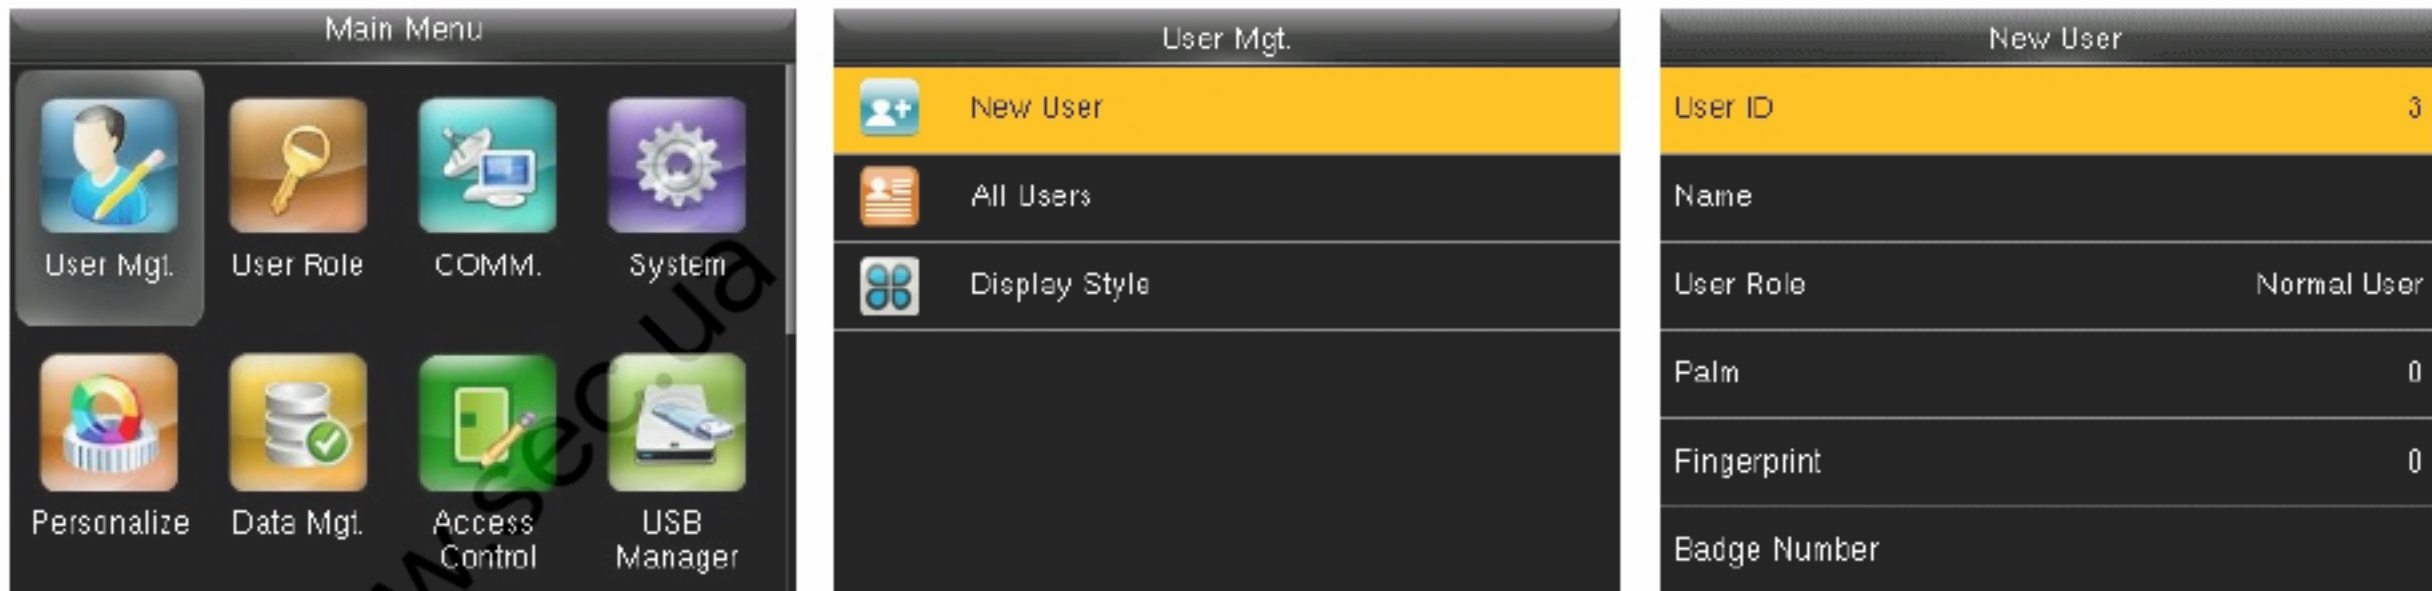 Main Menu
User Mgt.
User Role
COMM.
System
Personalize
Data Mgt.
Access
Control
USB
Manager
w.sec.ua
User Mgt.
New User
All Users
Display Style
New User
User ID 3
Name
User Role Normal User
Palm 0
Fingerprint 0
Badge Number